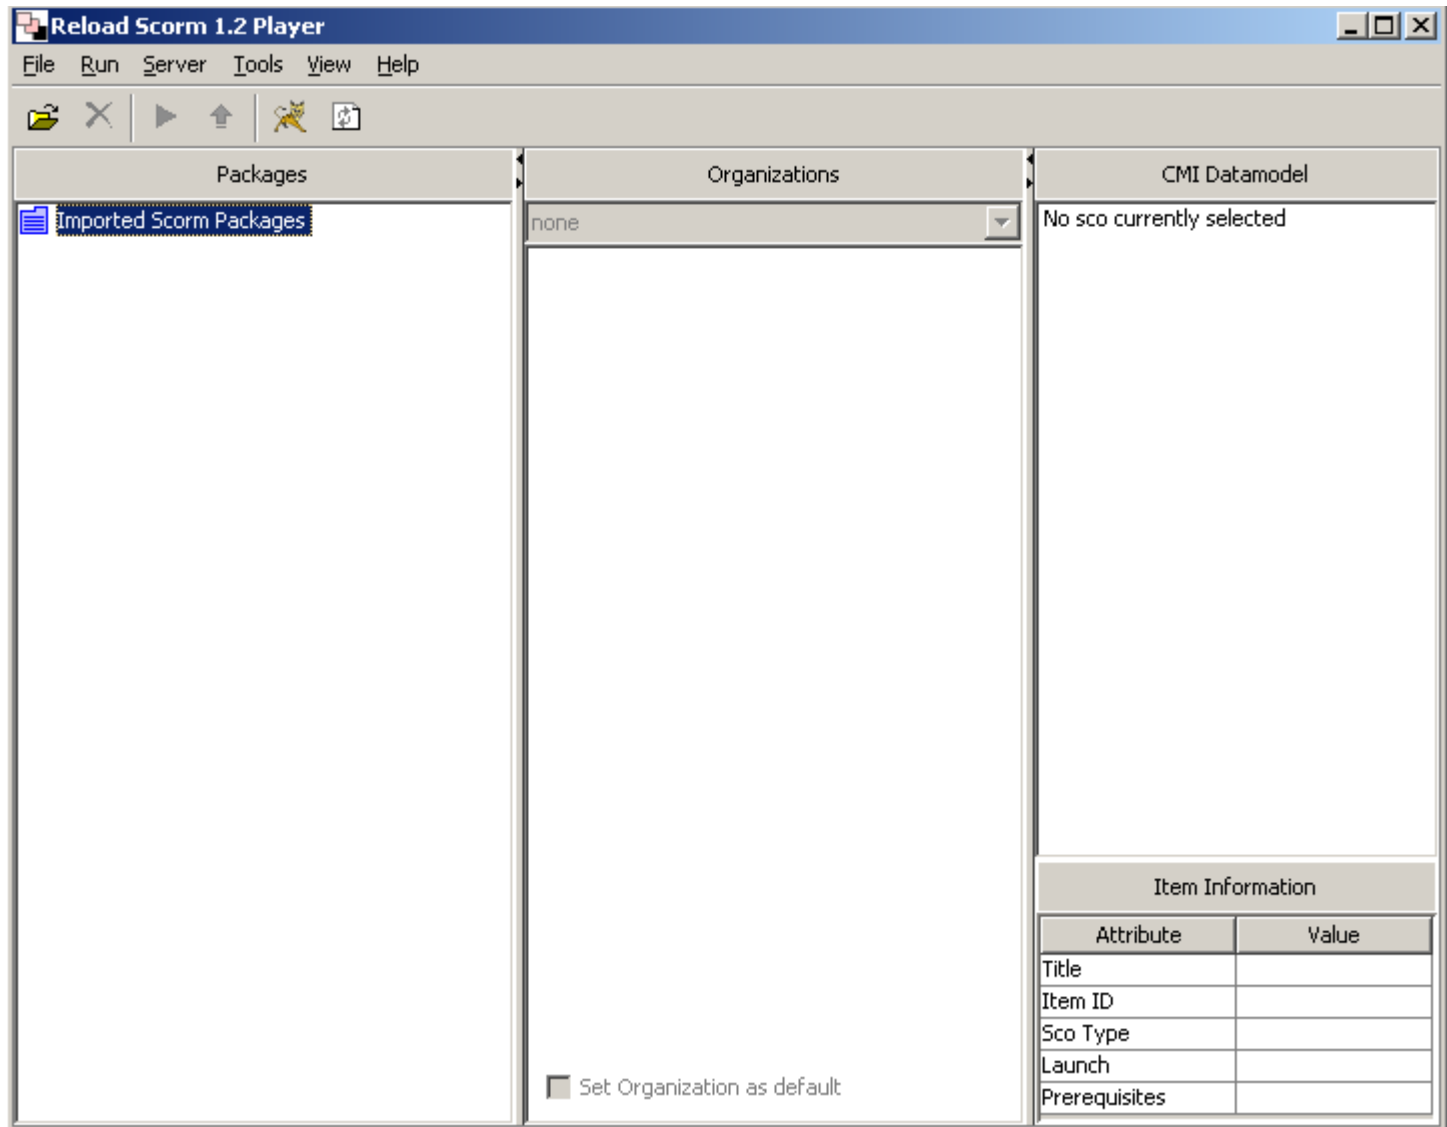 Reload Scorm 1.2 Player
File Run Server Tools View Help
Packages
Organizations
CMI Datamodel
Imported Scorm Packages
none
No sco currently selected
Item Information
Attribute Value
Title
Item ID
Sco Type
Launch
Prerequisites
Set Organization as default